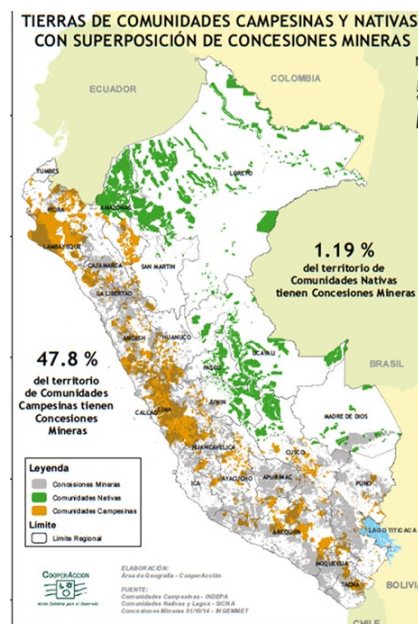 TIERRAS DE COMUNIDADES CAMPESINAS Y NATIVAS
CON SUPERPOSICIÓN DE CONCESIONES MINERAS
COLOMBIA
ECUADOR
TUMBES
LORETO
PIURA
AMAZONAS
LAMBAYEQUE
CAJAMARCA
SAN MARTIN
LA LIBERTAD
1.19 %
del territorio de
Comunidades Nativas
tienen Concesiones Mineras
ANCASH
HUANUCO
UCAYALI
47.8 %
del territorio
de Comunidades
Campesinas tienen
Concesiones
Mineras
PASCO
BRASIL
JUNIN
CALLAO
LIMA
MADRE DE DIOS
HUANCAVELICA
CUSCO
ICA
AYACUCHO
APURIMAC
PUNO
LAGO TITICACA
AREQUIPA
MOQUEGUA
TACNA
BOLIVI
CHILE
Leyenda
Concesiones Mineras
Comunidades Nativas
Comunidades Campesinas
Límite
Límite Regional
COOPERACCIÓN
Acción Solidaria para el Desarrollo
ELABORACIÓN:
Área de Geografía - CooperAcción
FUENTE:
Comunidades Campesinas- INDEPA
Comunidades Nativas y Lagos - SICNA
Concesiones Mineras 01/10/14 - INGEMMET